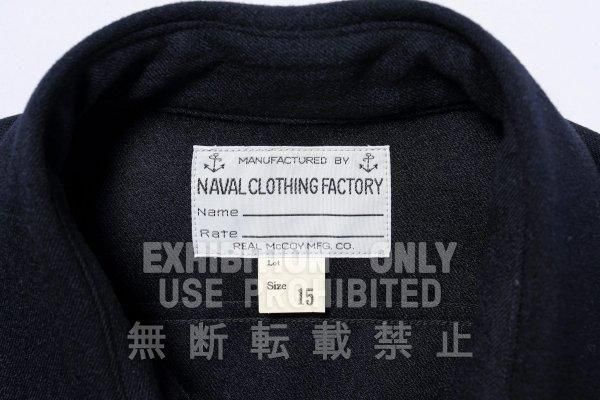 MANUFACTURED BY
NAVAL CLOTHING FACTORY
Name
Rate
REAL McCOY MFG. CO.
EXHIBITION ONLY
Lot
Size 15
USE PROHIBITED
無断転載禁止